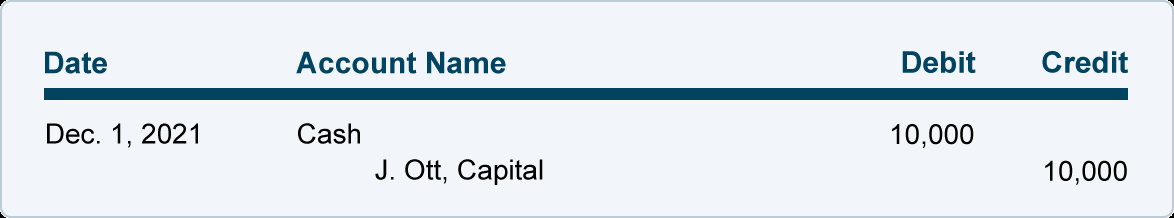 Date Account Name Debit Credit
Dec. 1, 2021 Cash 10,000
J. Ott, Capital 10,000